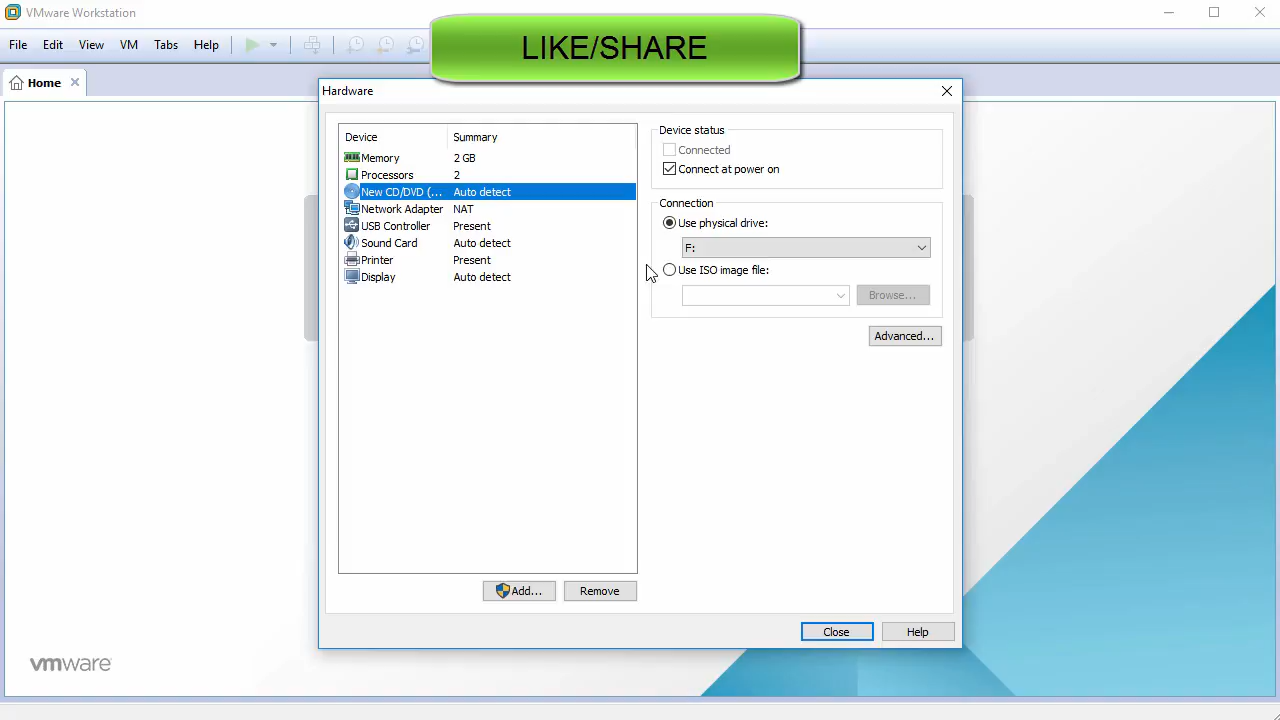 VMware Workstation
File Edit View VM Tabs Help
LIKE/SHARE
Home
Hardware
Device Summary
Memory 2 GB
Processors 2
New CD/DVD (... Auto detect
Network Adapter NAT
USB Controller Present
Sound Card Auto detect
Printer Present
Display Auto detect
Add... Remove
Device status
Connected
Connect at power on
Connection
Use physical drive:
F:
Use ISO image file:
Browse...
Advanced...
Close Help
vmware